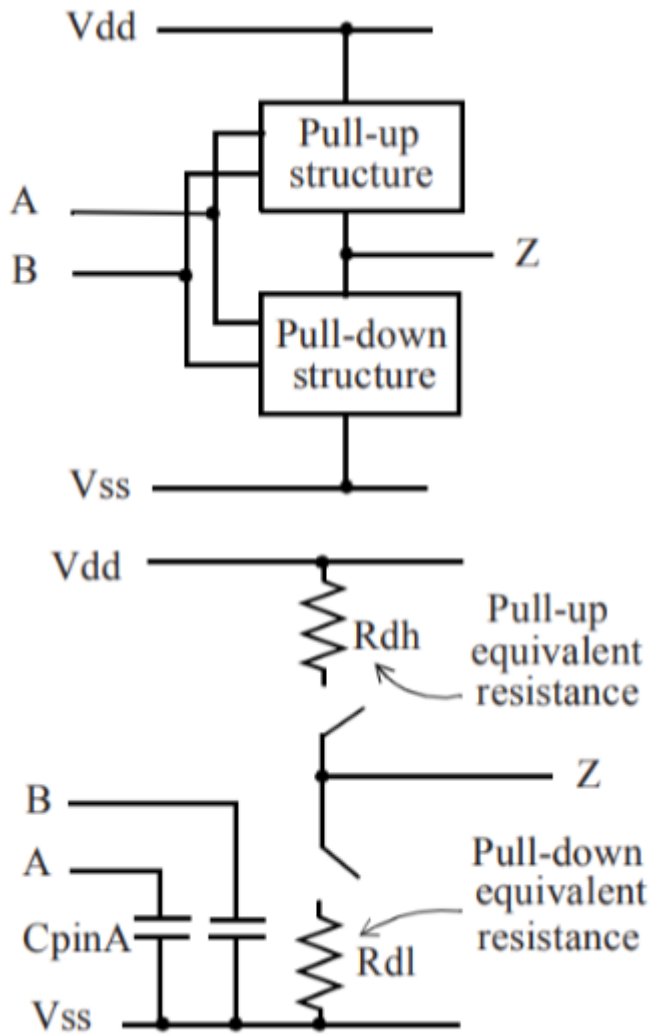 Vdd
Pull-up
structure
A
B
Z
Pull-down
structure
Vss
Vdd
Rdh
Pull-up
equivalent
resistance
B
Z
A
Pull-down
equivalent
resistance
CpinA
Rdl
Vss